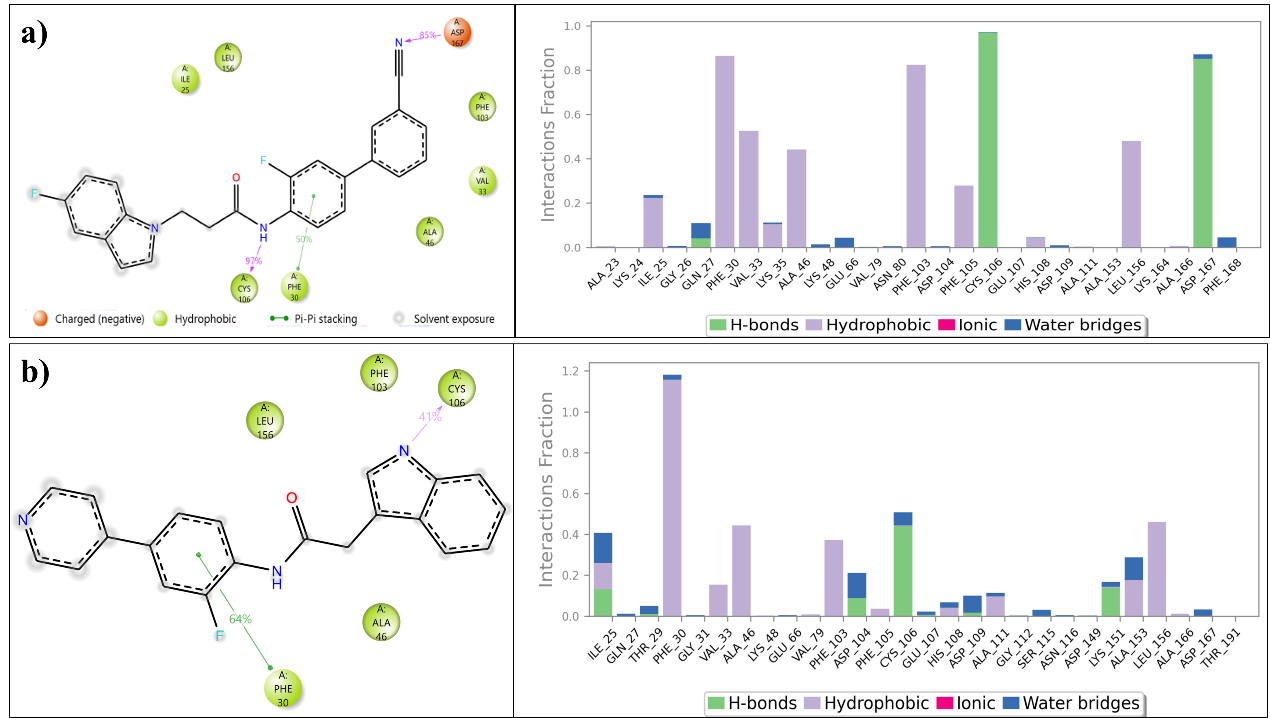 a)
A:
LEU
156
A:
ILE
25
N
85%
A:
ASP
167
A:
PHE
103
A:
VAL
33
A:
ALA
46
F
F
O
N
N
H
97%
50%
A:
CYS
106
A:
PHE
30
Charged (negative)
Hydrophobic
Pi-Pi stacking
Solvent exposure
Interactions Fraction
1.0
0.8
0.6
0.4
0.2
0.0
ALA_23
LYS_24
ILE_25
GLY_26
GLN_27
PHE_30
VAL_33
LYS_35
ALA_46
LYS_48
GLU_66
VAL_79
ASN_80
PHE_103
ASP_104
PHE_105
CYS_106
GLU_107
HIS_108
ASP_109
ALA_111
ALA_153
LEU_156
LYS_164
ALA_166
ASP_167
PHE_168
H-bonds
Hydrophobic
Ionic
Water bridges
b)
A:
PHE
103
A:
CYS
106
A:
LEU
156
41%
N
O
N
N
H
F
64%
A:
ALA
46
A:
PHE
30
Interactions Fraction
1.2
1.0
0.8
0.6
0.4
0.2
0.0
ILE_25
GLN_27
THR_29
PHE_30
GLY_31
VAL_33
ALA_46
LYS_48
GLU_66
VAL_79
PHE_103
ASP_104
PHE_105
CYS_106
GLU_107
HIS_108
ASP_109
ALA_111
GLY_112
SER_115
ASN_116
ASP_149
LYS_151
ALA_153
LEU_156
ALA_166
ASP_167
THR_191
H-bonds
Hydrophobic
Ionic
Water bridges